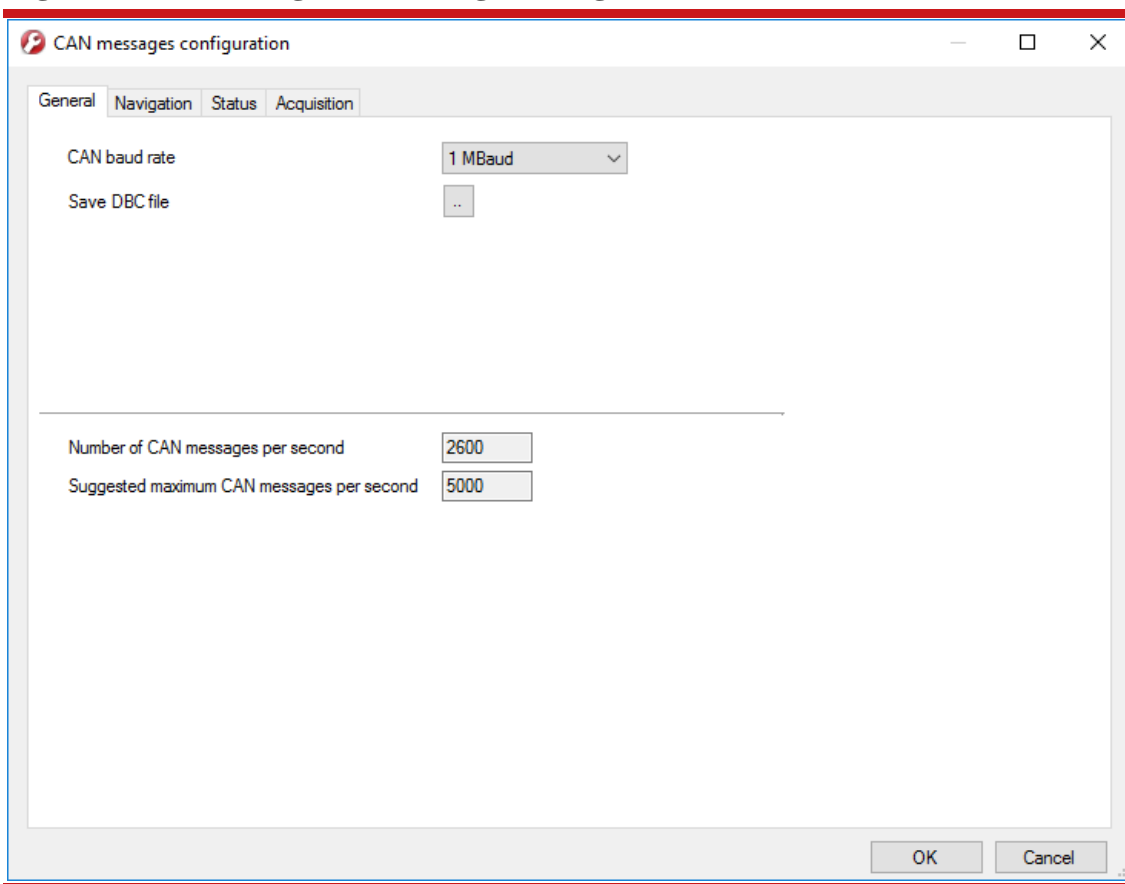 CAN messages configuration
General Navigation Status Acquisition
CAN baud rate 1 MBaud
Save DBC file ..
Number of CAN messages per second 2600
Suggested maximum CAN messages per second 5000
OK Cancel